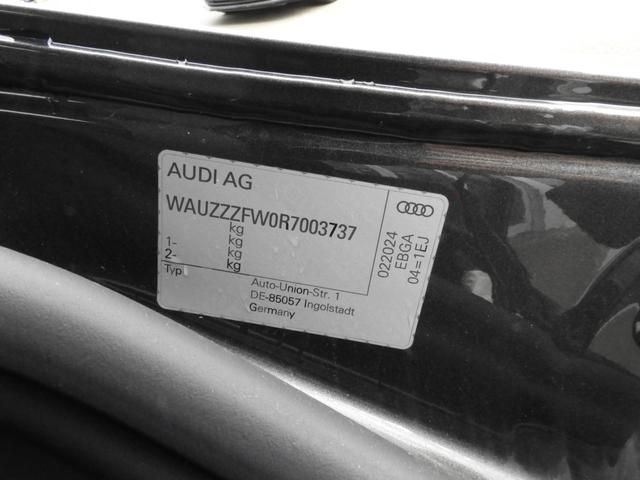 AUDI AG
WAUZZZFW0R7003737
kg
kg
1- kg
2- kg
Typ
Auto-Union-Str. 1
DE-85057 Ingolstadt
Germany
022024
EBGA
04=1EJ